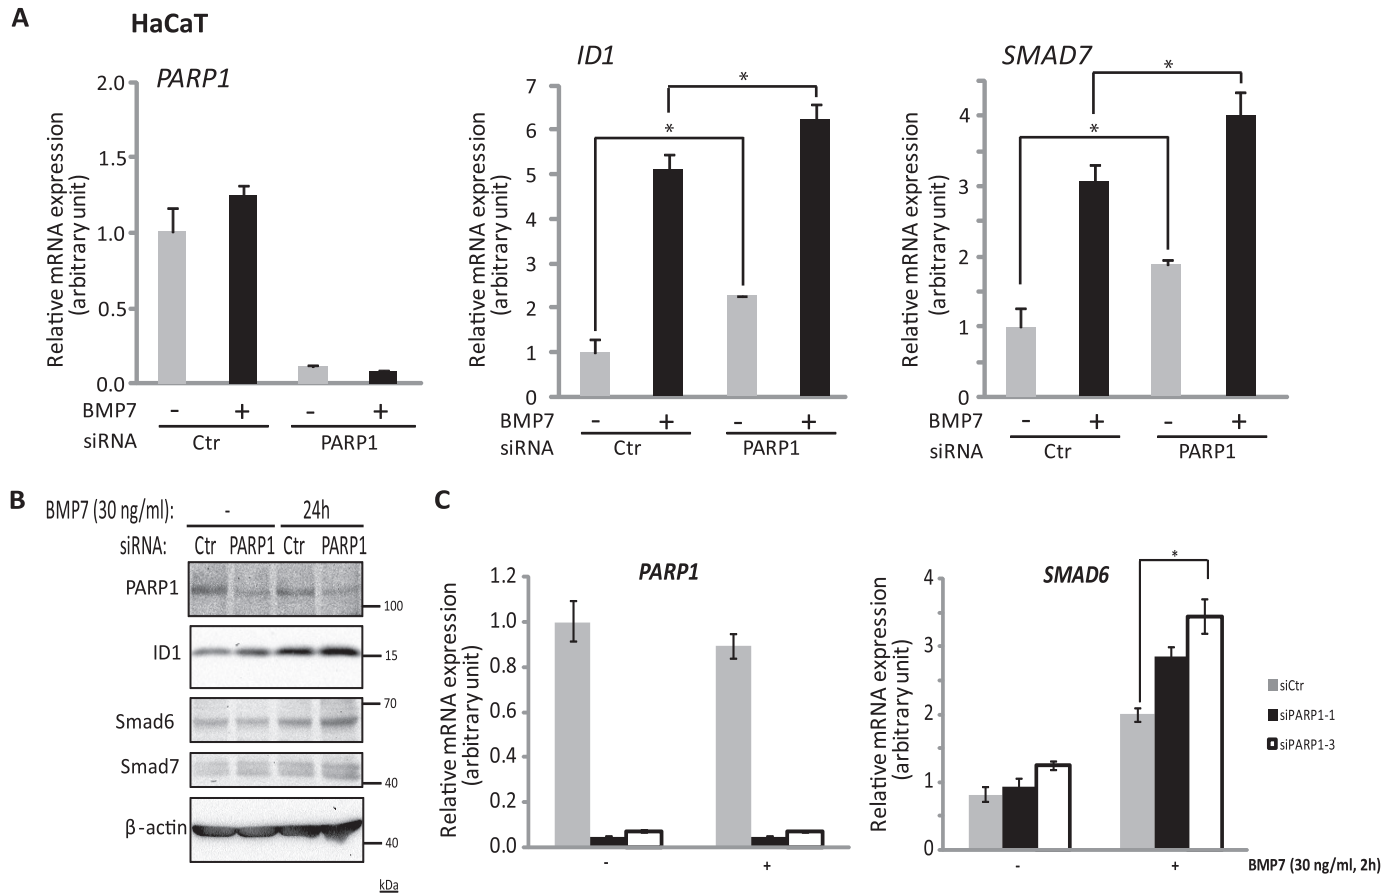 A
HaCaT
PARP1
Relative mRNA expression
(arbitrary unit)
2.0
1.5
1.0
0.5
0.0
BMP7 - + - +
siRNA Ctr PARP1
ID1
Relative mRNA expression
(arbitrary unit)
*
*
7
6
5
4
3
2
1
0
BMP7 - + - +
siRNA Ctr PARP1
SMAD7
Relative mRNA expression
(arbitrary unit)
*
*
4
3
2
1
0
BMP7 - + - +
siRNA Ctr PARP1
B
BMP7 (30 ng/ml): - 24h
siRNA: Ctr PARP1 Ctr PARP1
PARP1
100
ID1
15
70
Smad6
Smad7
40
β-actin
40
kDa
C
PARP1
Relative mRNA expression
(arbitrary unit)
1.2
1.0
0.8
0.6
0.4
0.2
0.0
- +
SMAD6
Relative mRNA expression
(arbitrary unit)
*
4
3
2
1
0
- + BMP7 (30 ng/ml, 2h)
siCtr
siPARP1-1
siPARP1-3